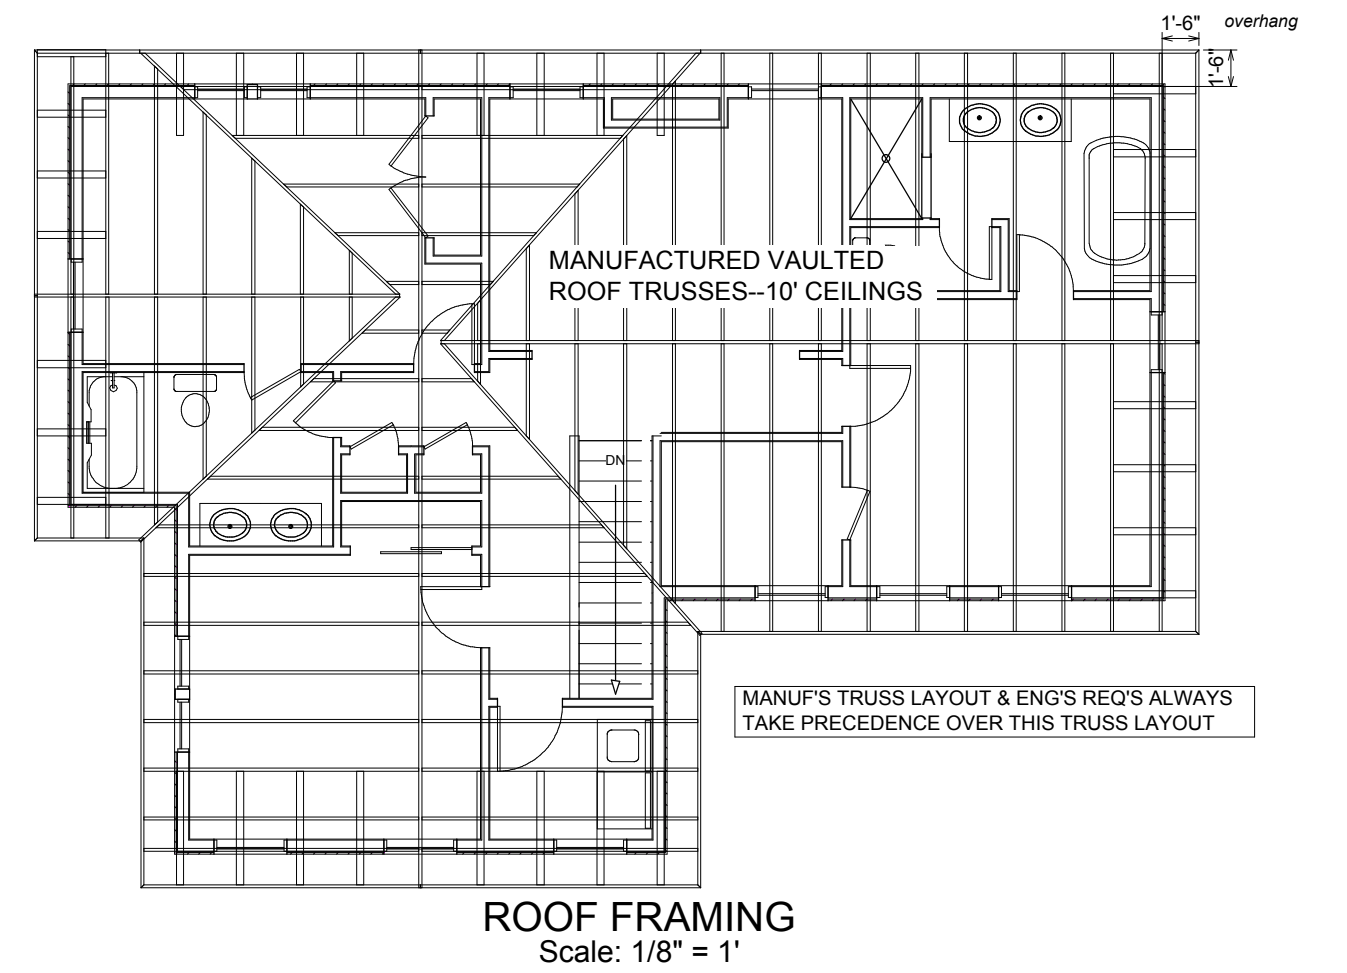 1'-6" overhang
1'-6"
MANUFACTURED VAULTED
ROOF TRUSSES--10' CEILINGS
DN
MANUF'S TRUSS LAYOUT & ENG'S REQ'S ALWAYS
TAKE PRECEDENCE OVER THIS TRUSS LAYOUT
ROOF FRAMING
Scale: 1/8" = 1'